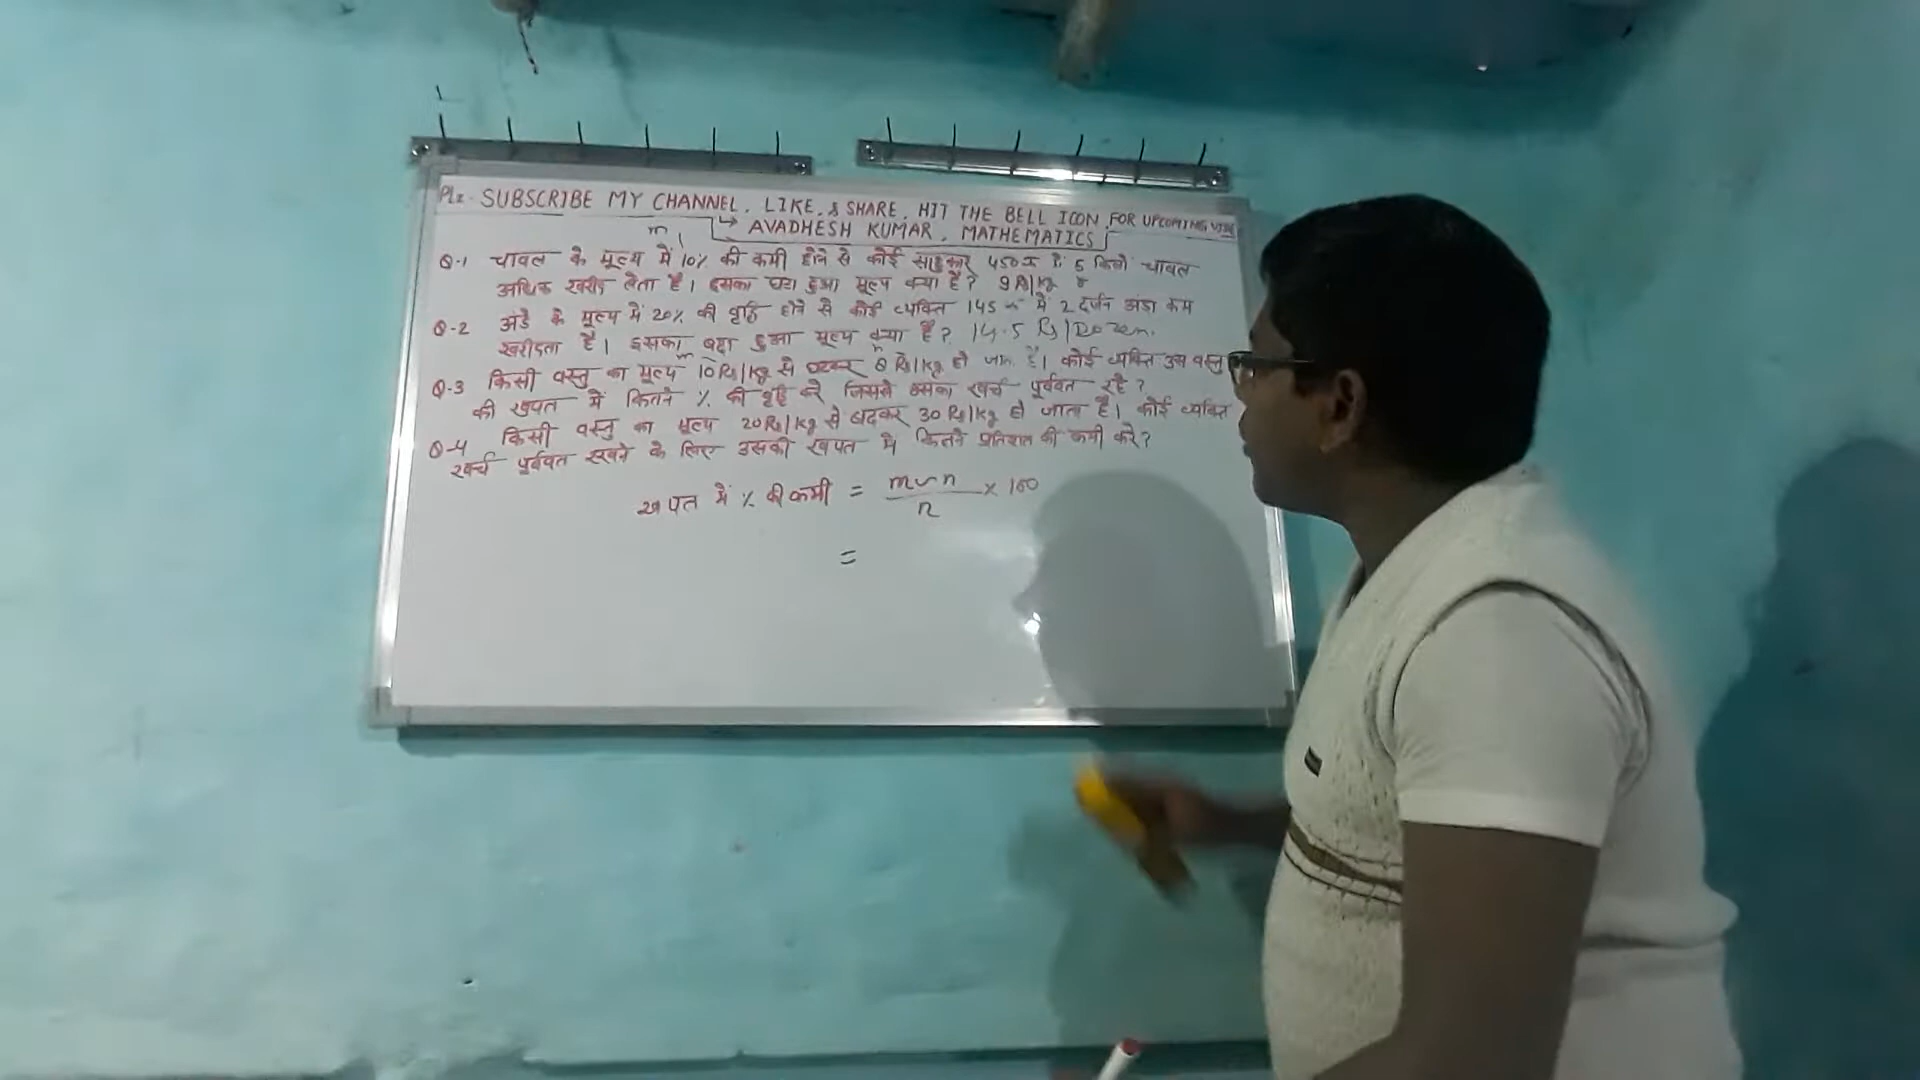 Plz. SUBSCRIBE MY CHANNEL, LIKE, & SHARE, HIT THE BELL ICON FOR UPCOMING
↳ AVADHESH KUMAR, MATHEMATICS
m
Q-1 चावल के मूल्य में 10% की कमी होने से कोई साहुकार 450 में 5 किलो चावल
अधिक खरीद लेता है। इसका घटा हुआ मूल्य क्या है? 9 Rs/Kg
Q-2 अंडे के मूल्य में 20% की वृद्धि होने से कोई व्यक्ति 145 में 2 दर्जन अंडा कम
खरीदता है। इसका बढ़ा हुआ मूल्य क्या है? 14.5 Rs/Dozen.
m n
Q-3 किसी वस्तु का मूल्य 10 Rs/Kg से घटकर 8 Rs/Kg हो जाता है। कोई व्यक्ति उस वस्तु
की खपत में कितने % की वृद्धि करे जिससे उसका खर्च पूर्ववत रहे?
Q-4 किसी वस्तु का मूल्य 20 Rs/Kg से बढ़कर 30 Rs/Kg हो जाता है। कोई व्यक्ति
खर्च पूर्ववत रखने के लिए उसकी खपत में कितने प्रतिशत की कमी करे?
खपत में % की कमी = m~n/n × 100
=